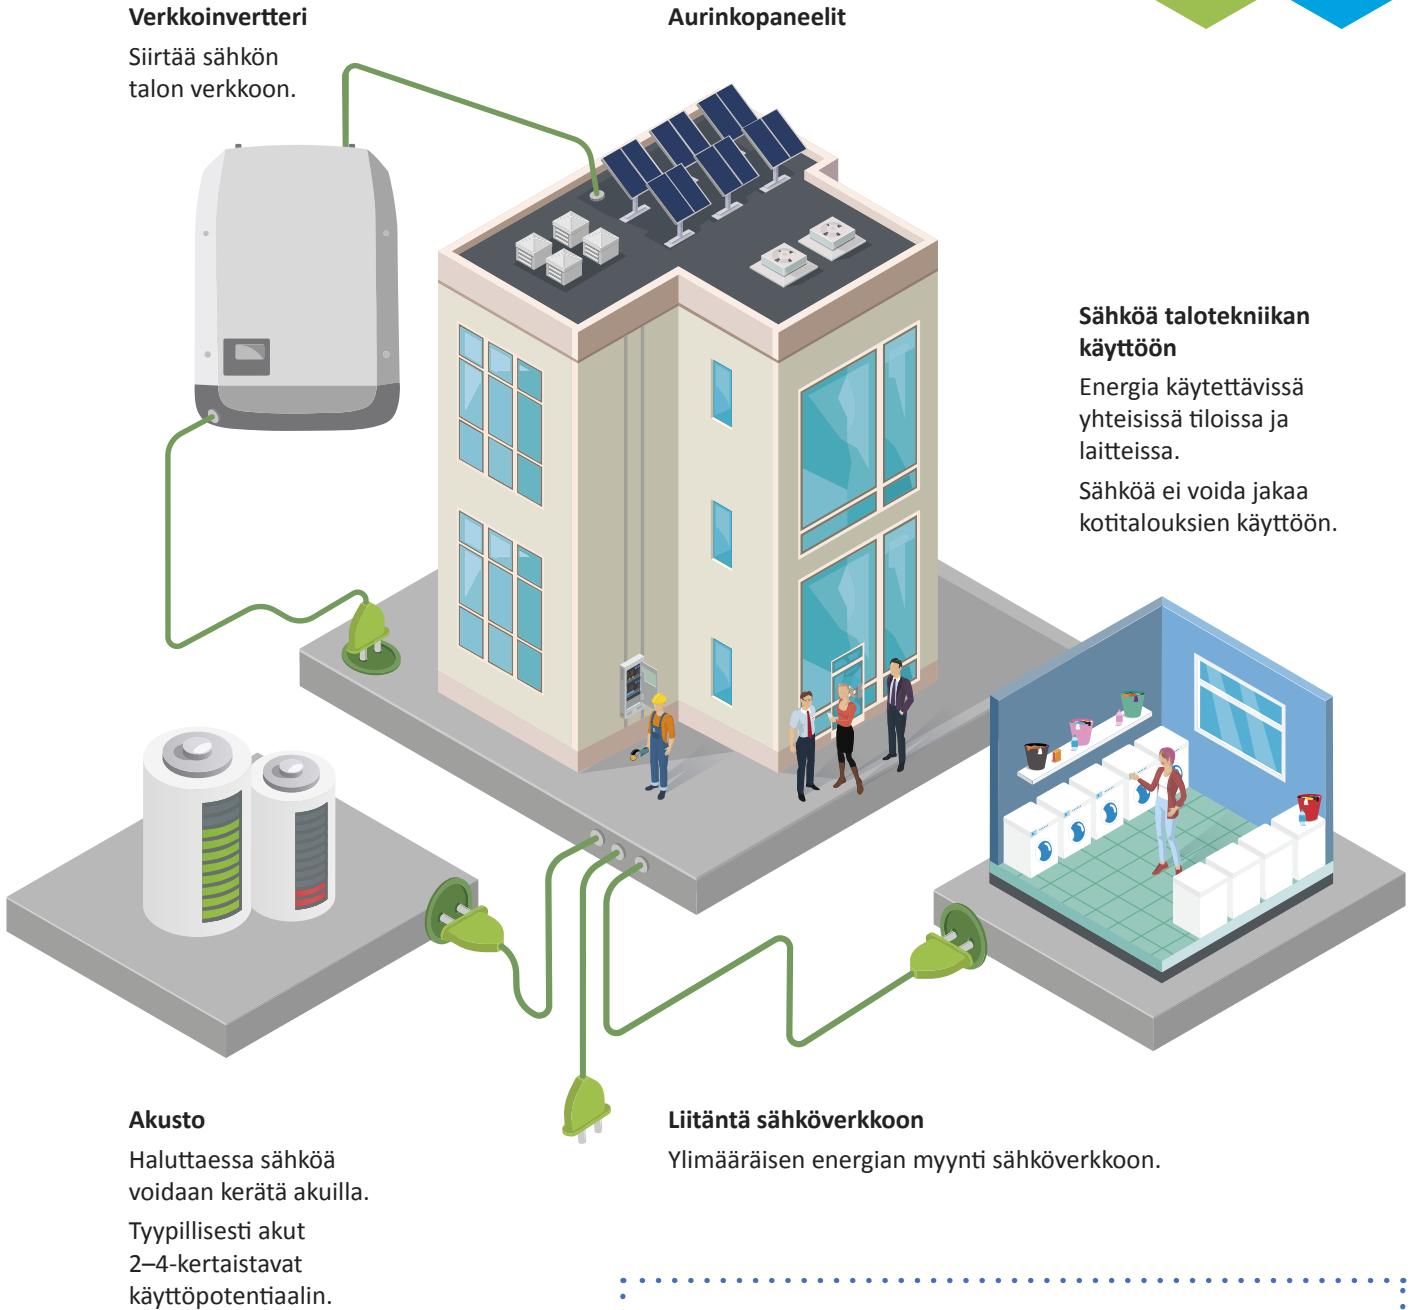 Verkkoinvertteri
Siirtää sähkön
talon verkkoon.
Aurinkopaneelit
Sähköä talotekniikan
käyttöön
Energia käytettävissä
yhteisissä tiloissa ja
laitteissa.
Sähköä ei voida jakaa
kotitalouksien käyttöön.
Akusto
Haluttaessa sähköä
voidaan kerätä akuilla.
Tyypillisesti akut
2–4-kertaistavat
käyttöpotentiaalin.
Liitäntä sähköverkkoon
Ylimääräisen energian myynti sähköverkkoon.